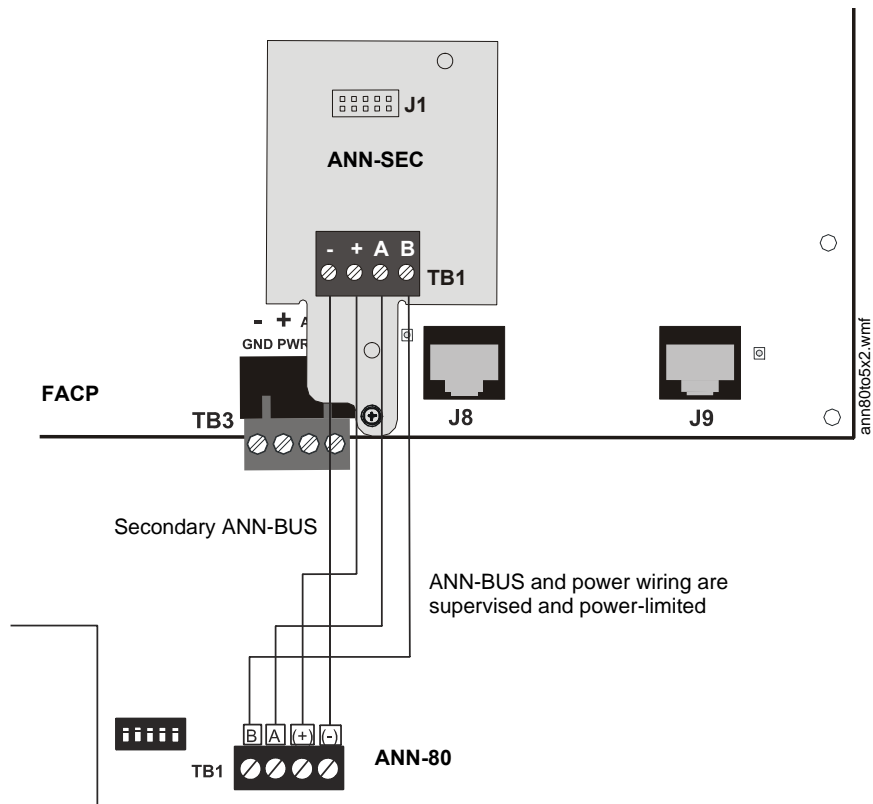 J1
ANN-SEC
- + A B
TB1
- + A
GND PWR
FACP
TB3
J8
J9
ann80to5x2.wmf
Secondary ANN-BUS
ANN-BUS and power wiring are
supervised and power-limited
B A (+) (-)
TB1
ANN-80